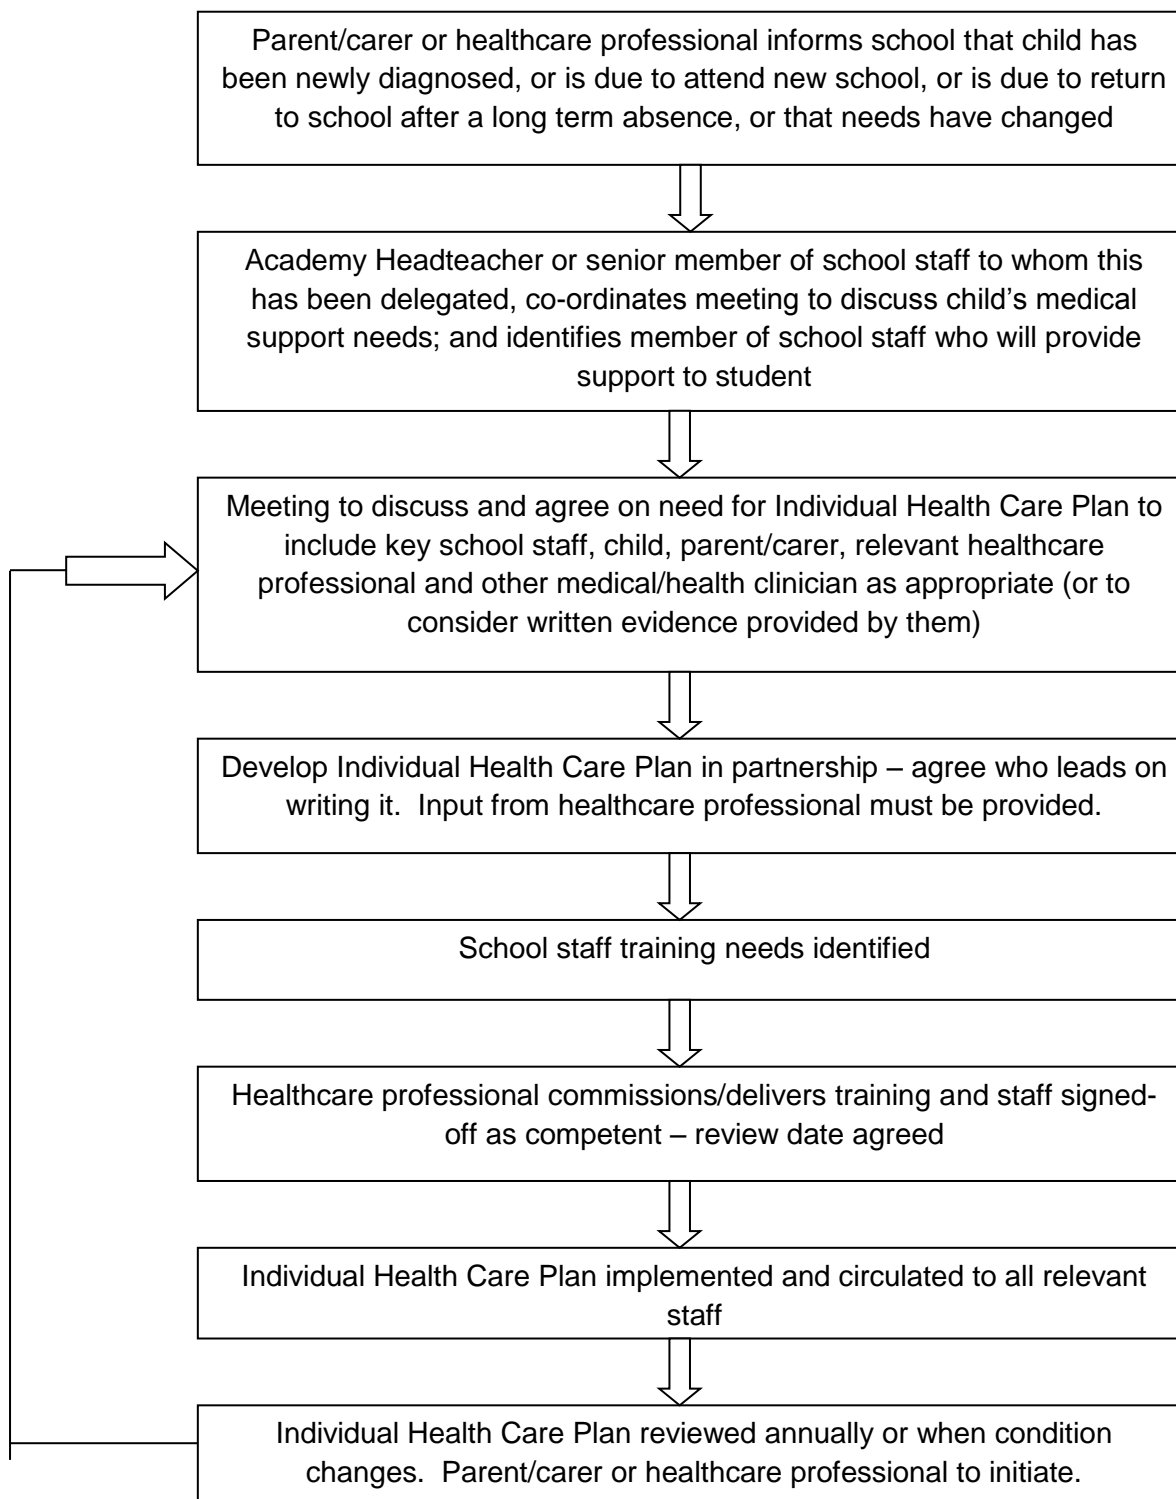 Parent/carer or healthcare professional informs school that child has
been newly diagnosed, or is due to attend new school, or is due to return
to school after a long term absence, or that needs have changed
Academy Headteacher or senior member of school staff to whom this
has been delegated, co-ordinates meeting to discuss child's medical
support needs; and identifies member of school staff who will provide
support to student
Meeting to discuss and agree on need for Individual Health Care Plan to
include key school staff, child, parent/carer, relevant healthcare
professional and other medical/health clinician as appropriate (or to
consider written evidence provided by them)
Develop Individual Health Care Plan in partnership – agree who leads on
writing it.  Input from healthcare professional must be provided.
School staff training needs identified
Healthcare professional commissions/delivers training and staff signed-
off as competent – review date agreed
Individual Health Care Plan implemented and circulated to all relevant
staff
Individual Health Care Plan reviewed annually or when condition
changes.  Parent/carer or healthcare professional to initiate.